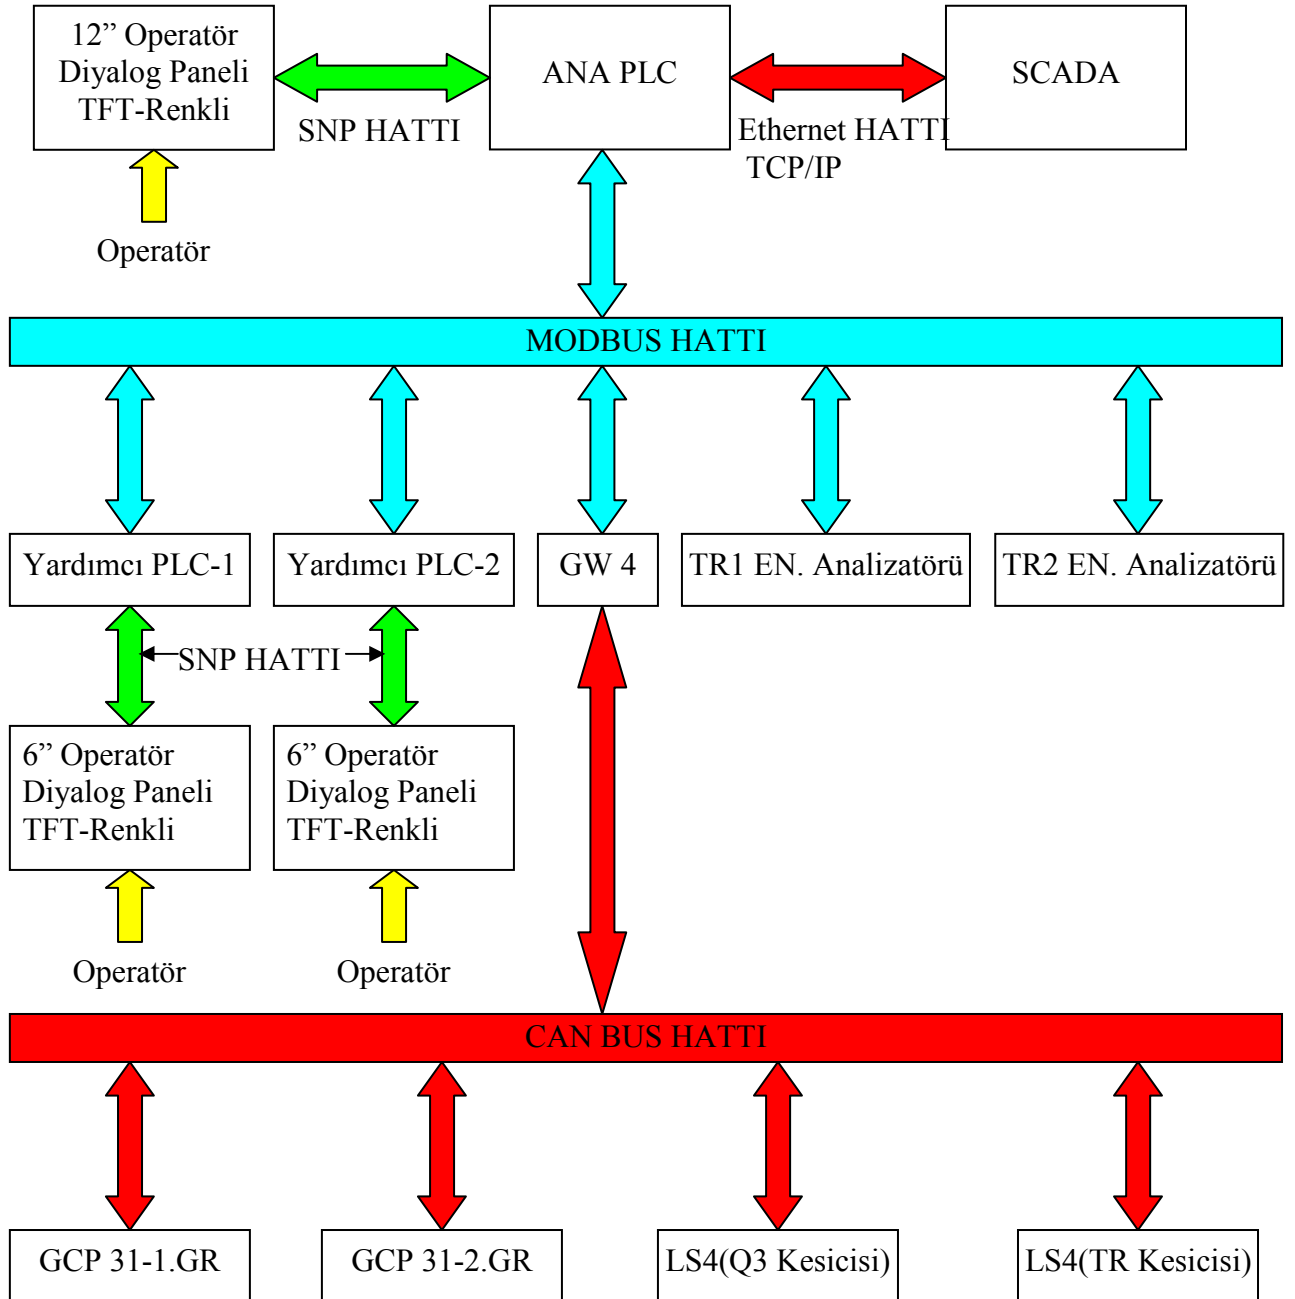 12” Operatör
Diyalog Paneli
TFT-Renkli
SNP HATTI
ANA PLC
Ethernet HATTI
TCP/IP
SCADA
Operatör
MODBUS HATTI
Yardımcı PLC-1
Yardımcı PLC-2
GW 4
TR1 EN. Analizatörü
TR2 EN. Analizatörü
SNP HATTI
6” Operatör
Diyalog Paneli
TFT-Renkli
6” Operatör
Diyalog Paneli
TFT-Renkli
Operatör
Operatör
CAN BUS HATTI
GCP 31-1.GR
GCP 31-2.GR
LS4(Q3 Kesicisi)
LS4(TR Kesicisi)